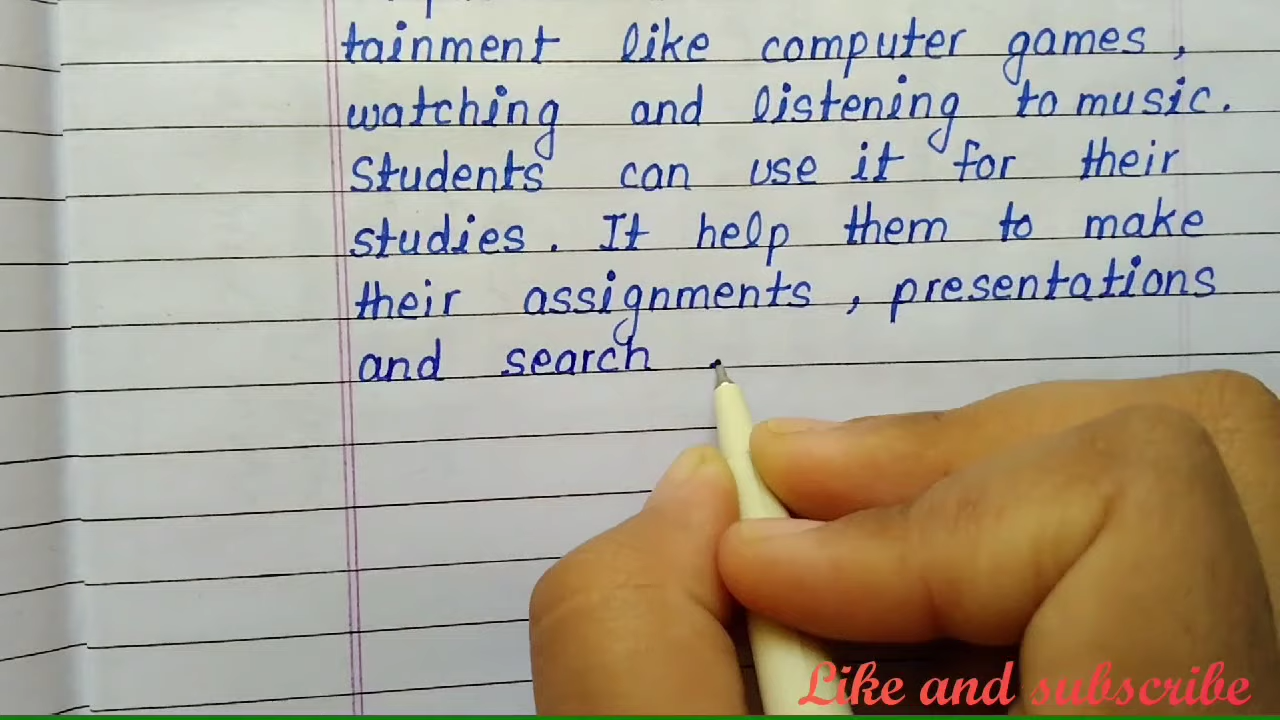 tainment like computer games,
watching and listening to music.
Students can use it for their
studies. It help them to make
their assignments, presentations
and search
Like and subscribe